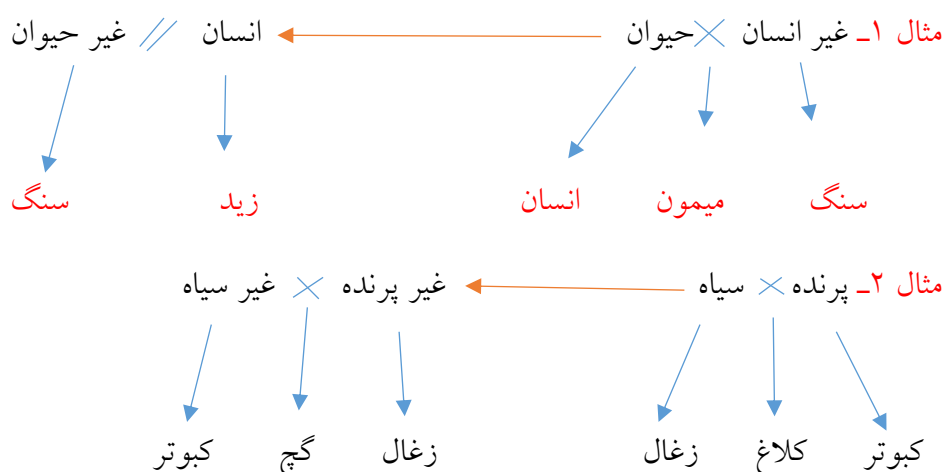 مثال ۱ـ غیر انسان حیوان انسان // غیر حیوان
سنگ میمون انسان زید سنگ
مثال ۲ـ پرنده سیاه غیر پرنده غیر سیاه
کبوتر کلاغ زغال زغال گچ کبوتر